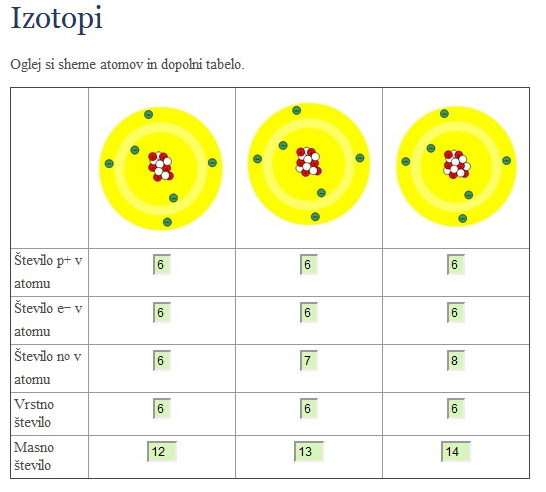 Izotopi
Oglej si sheme atomov in dopolni tabelo.
Število p+ v
atomu
6 6 6
Število e− v
atomu
6 6 6
Število no v
atomu
6 7 8
Vrstno
število
6 6 6
Masno
število
12 13 14